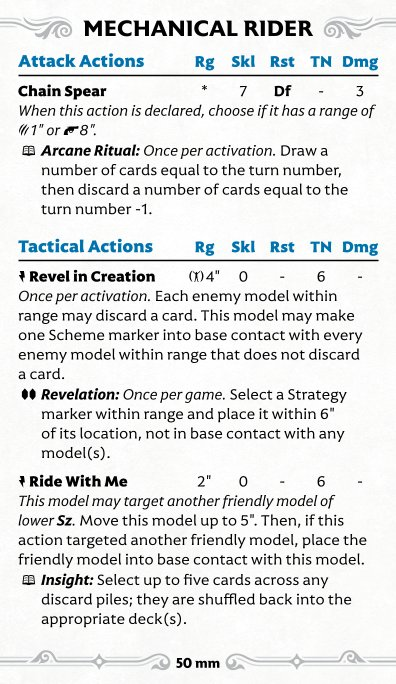 MECHANICAL RIDER
Attack Actions Rg Skl Rst TN Dmg
Chain Spear * 7 Df - 3
When this action is declared, choose if it has a range of
1" or 8".
Arcane Ritual: Once per activation. Draw a
number of cards equal to the turn number,
then discard a number of cards equal to the
turn number -1.
Tactical Actions Rg Skl Rst TN Dmg
Revel in Creation 4" 0 - 6 -
Once per activation. Each enemy model within
range may discard a card. This model may make
one Scheme marker into base contact with every
enemy model within range that does not discard
a card.
Revelation: Once per game. Select a Strategy
marker within range and place it within 6"
of its location, not in base contact with any
model(s).
Ride With Me 2" 0 - 6 -
This model may target another friendly model of
lower Sz. Move this model up to 5". Then, if this
action targeted another friendly model, place the
friendly model into base contact with this model.
Insight: Select up to five cards across any
discard piles; they are shuffled back into the
appropriate deck(s).
50 mm